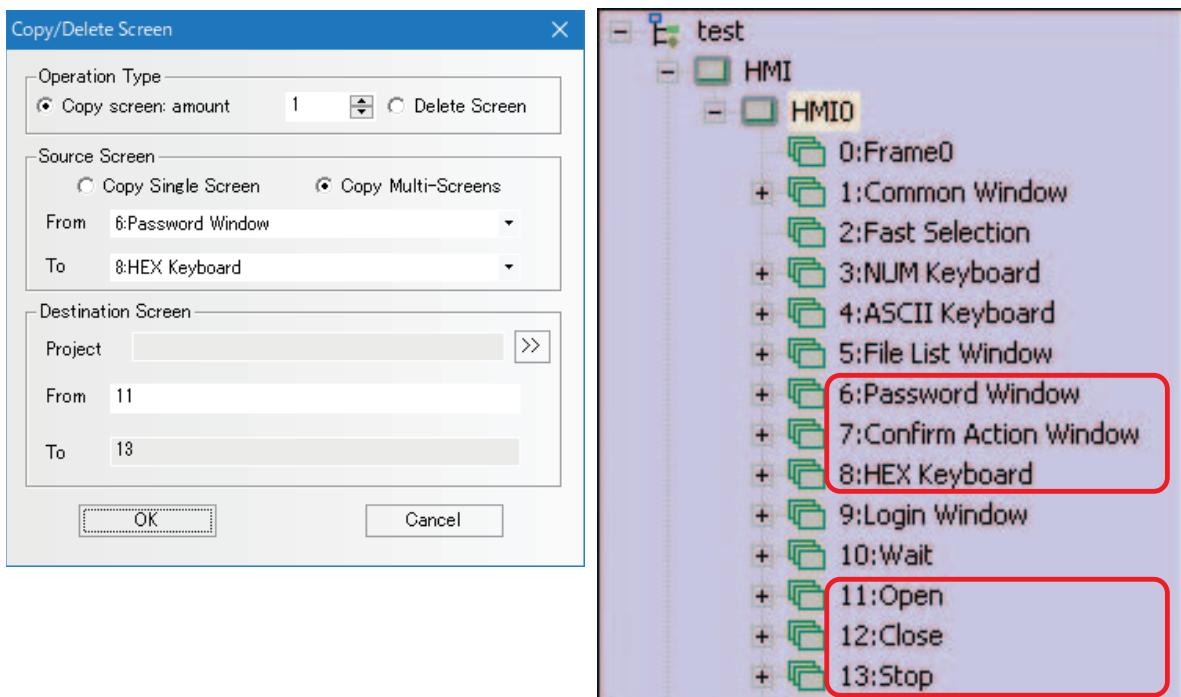 Copy/Delete Screen
Operation Type
Copy screen: amount 1 Delete Screen
Source Screen
Copy Single Screen Copy Multi-Screens
From 6:Password Window
To 8:HEX Keyboard
Destination Screen
Project >>
From 11
To 13
OK Cancel
test
HMI
HMI0
0:Frame0
1:Common Window
2:Fast Selection
3:NUM Keyboard
4:ASCII Keyboard
5:File List Window
6:Password Window
7:Confirm Action Window
8:HEX Keyboard
9:Login Window
10:Wait
11:Open
12:Close
13:Stop